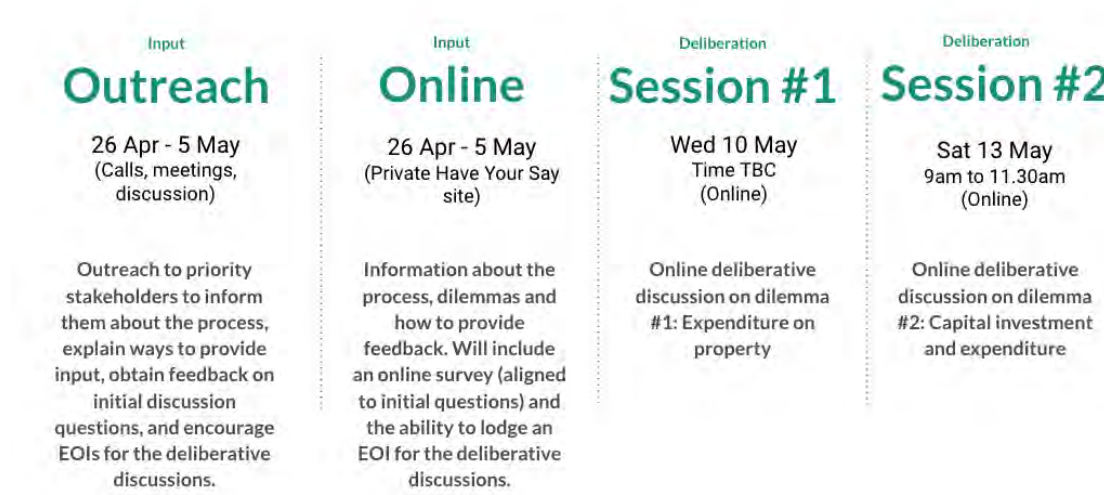 Input
Outreach
26 Apr - 5 May
(Calls, meetings,
discussion)
Outreach to priority
stakeholders to inform
them about the process,
explain ways to provide
input, obtain feedback on
initial discussion
questions, and encourage
EOIs for the deliberative
discussions.
Input
Online
26 Apr - 5 May
(Private Have Your Say
site)
Information about the
process, dilemmas and
how to provide
feedback. Will include
an online survey (aligned
to initial questions) and
the ability to lodge an
EOI for the deliberative
discussions.
Deliberation
Session #1
Wed 10 May
Time TBC
(Online)
Online deliberative
discussion on dilemma
#1: Expenditure on
property
Deliberation
Session #2
Sat 13 May
9am to 11.30am
(Online)
Online deliberative
discussion on dilemma
#2: Capital investment
and expenditure